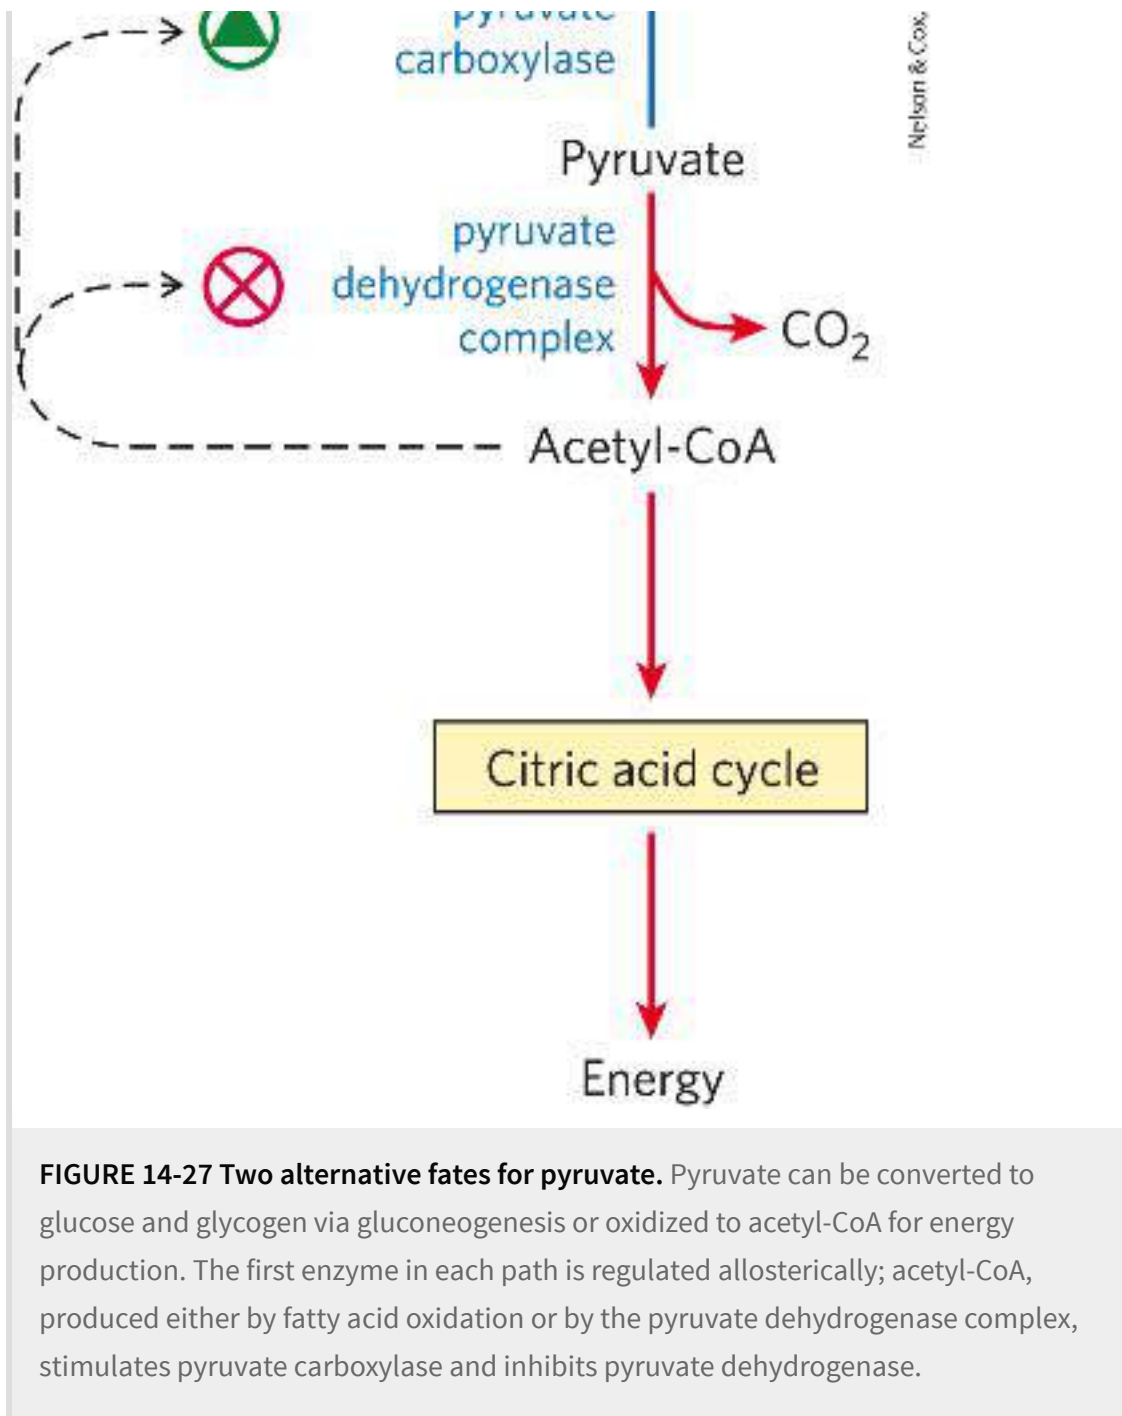 pyruvate
carboxylase
Nelson & Cox,
Pyruvate
pyruvate
dehydrogenase
complex
CO₂
Acetyl-CoA
Citric acid cycle
Energy
FIGURE 14-27 Two alternative fates for pyruvate. Pyruvate can be converted to
glucose and glycogen via gluconeogenesis or oxidized to acetyl-CoA for energy
production. The first enzyme in each path is regulated allosterically; acetyl-CoA,
produced either by fatty acid oxidation or by the pyruvate dehydrogenase complex,
stimulates pyruvate carboxylase and inhibits pyruvate dehydrogenase.